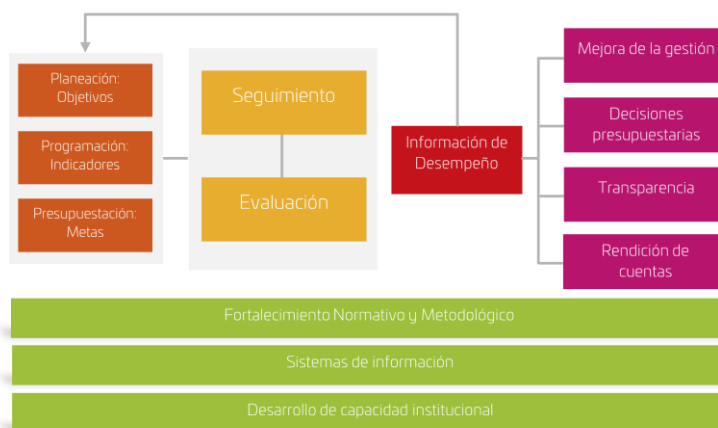 Planeación:
Objetivos
Programación:
Indicadores
Presupuestación:
Metas
Seguimiento
Evaluación
Información de
Desempeño
Mejora de la gestión
Decisiones
presupuestarias
Transparencia
Rendición de
cuentas
Fortalecimiento Normativo y Metodológico
Sistemas de información
Desarrollo de capacidad institucional